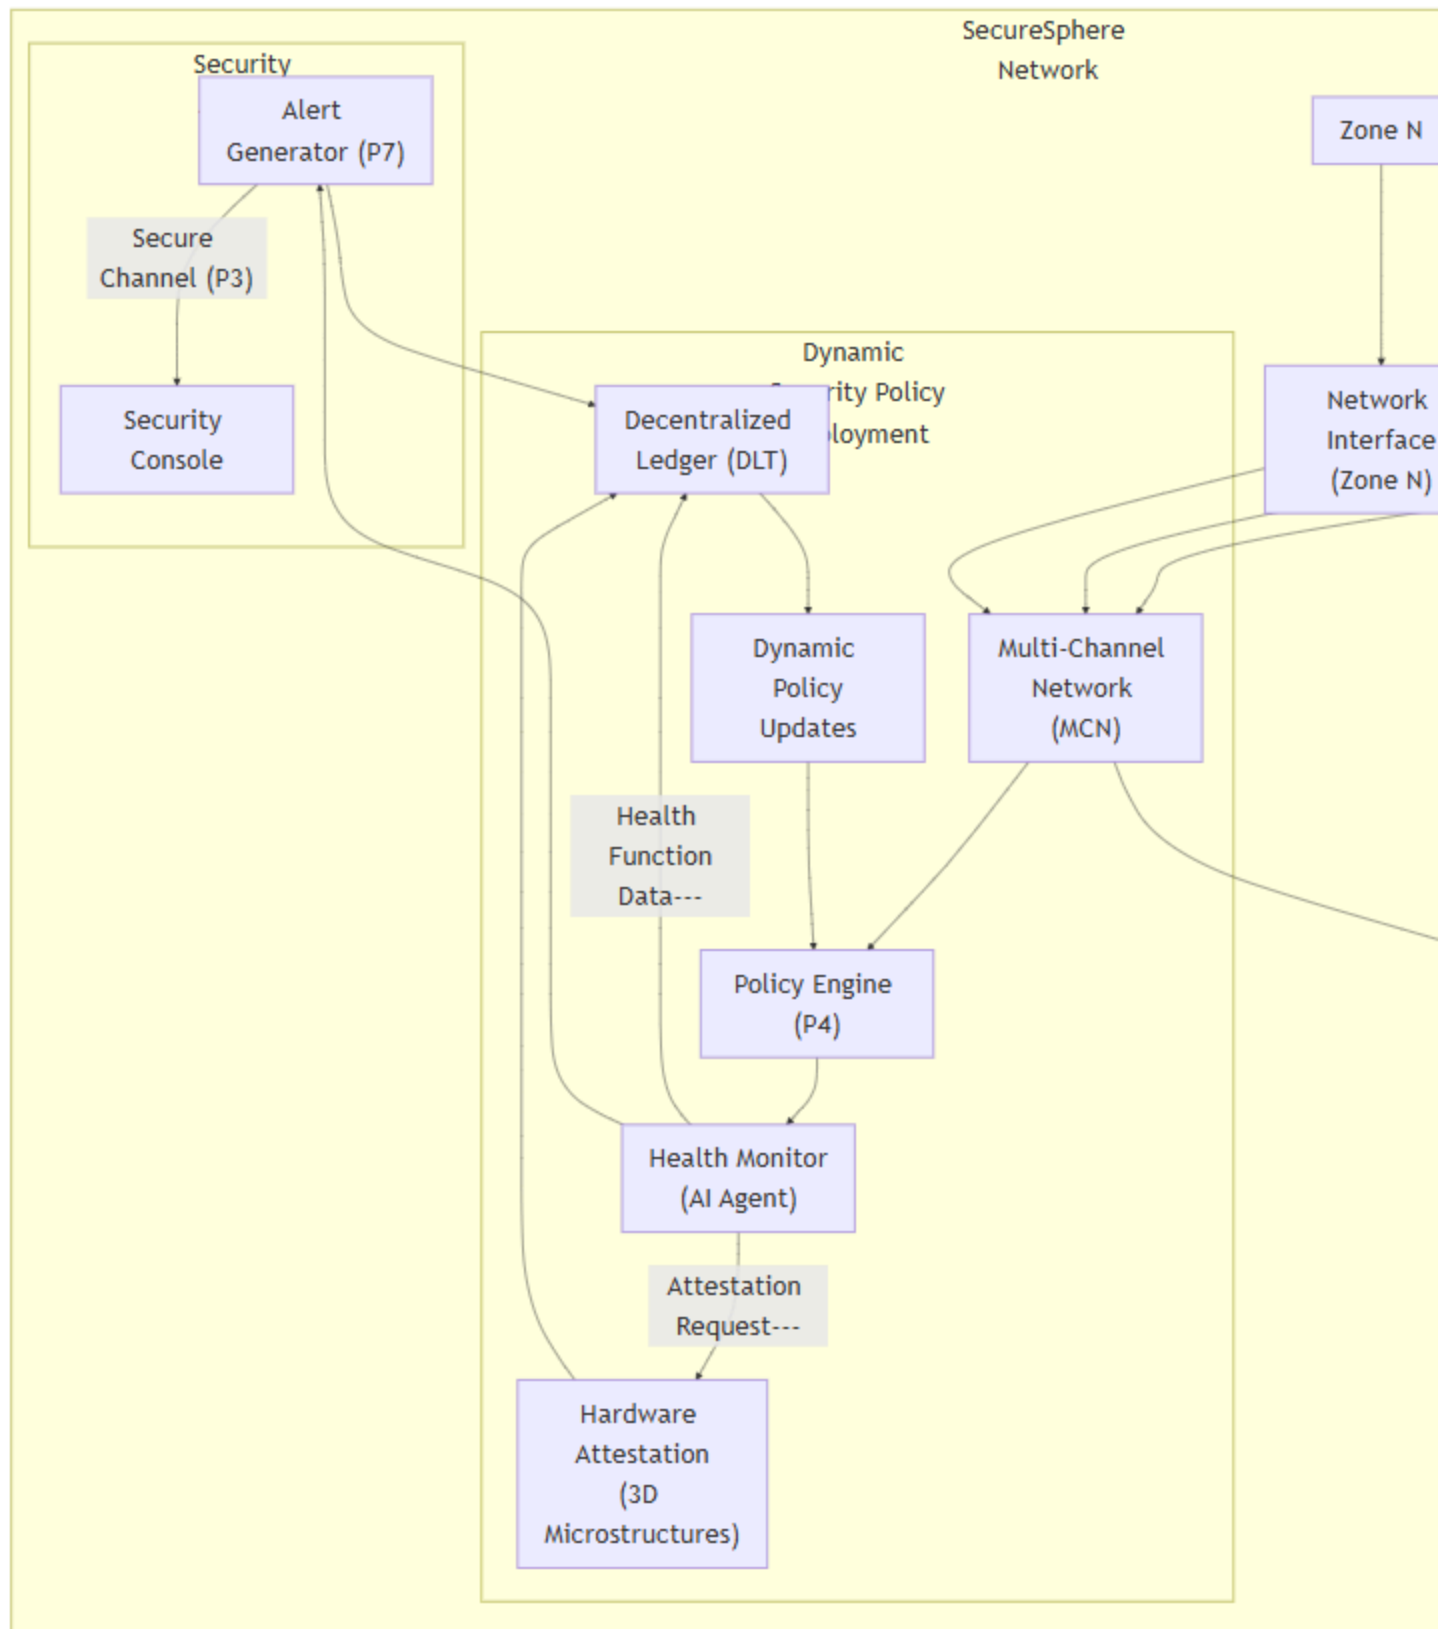 SecureSphere
Network
Security
Alert
Generator (P7)
Zone N
Secure
Channel (P3)
Security
Console
Dynamic
rity Policy
loyment
Decentralized
Ledger (DLT)
Network
Interface
(Zone N)
Dynamic
Policy
Updates
Multi-Channel
Network
(MCN)
Health
Function
Data---
Policy Engine
(P4)
Health Monitor
(AI Agent)
Attestation
Request---
Hardware
Attestation
(3D
Microstructures)